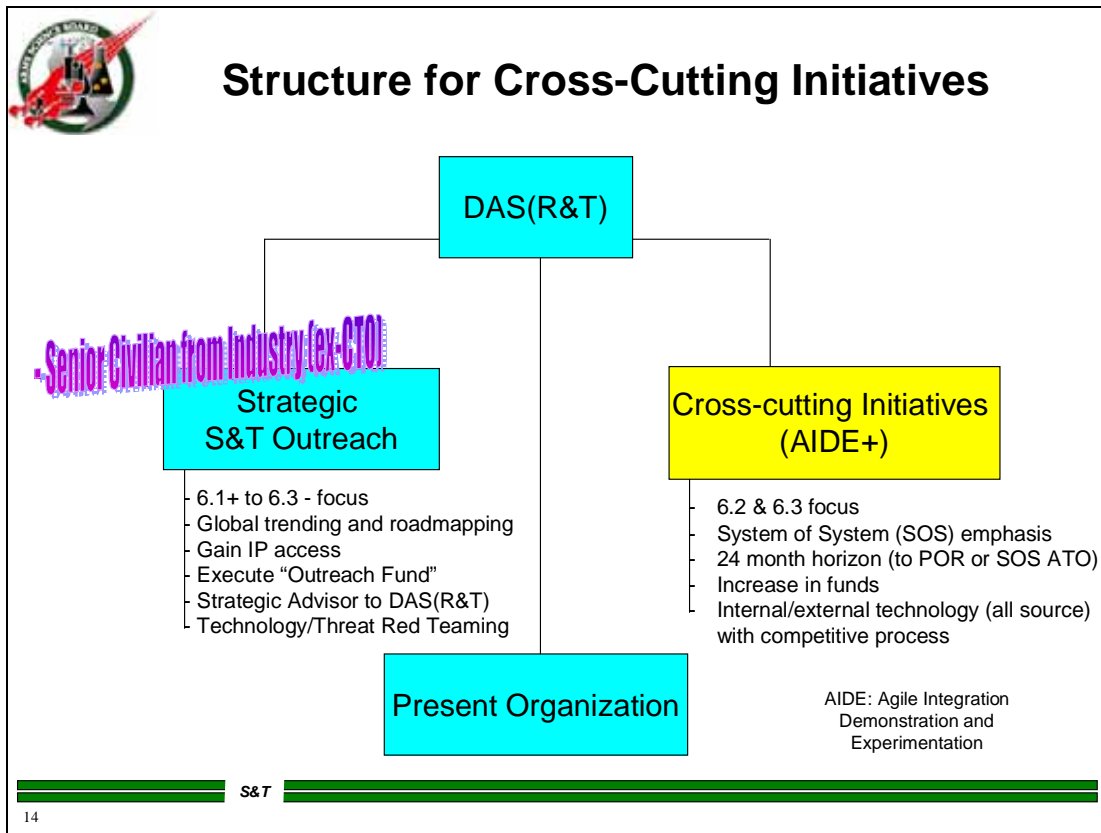 ARMY SCIENCE BOARD
Structure for Cross-Cutting Initiatives
DAS(R&T)
-Senior Civilian from Industry (ex-CTO)
Strategic
S&T Outreach
- 6.1+ to 6.3 - focus
- Global trending and roadmapping
- Gain IP access
- Execute “Outreach Fund”
- Strategic Advisor to DAS(R&T)
- Technology/Threat Red Teaming
Cross-cutting Initiatives
(AIDE+)
- 6.2 & 6.3 focus
- System of System (SOS) emphasis
- 24 month horizon (to POR or SOS ATO)
- Increase in funds
- Internal/external technology (all source)
with competitive process
Present Organization
AIDE: Agile Integration
Demonstration and
Experimentation
S&T
14